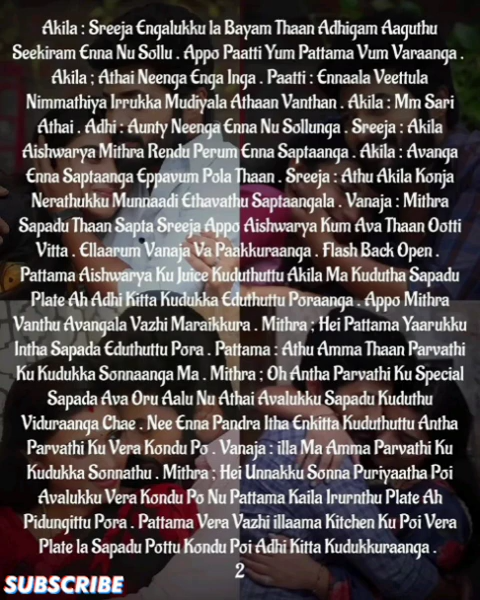 Akila : Sreeja Engalukku la Bayam Thaan Adhigam Aaguthu
Seekiram Enna Nu Sollu . Appo Paatti Yum Pattama Vum Varaanga .
Akila ; Athai Neenga Enga Inga . Paatti : Ennaala Veettula
Nimmathiya Irrukka Mudiyala Athaan Vanthan . Akila : Mm Sari
Athai . Adhi : Aunty Neenga Enna Nu Sollunga . Sreeja : Akila
Aishwarya Mithra Rendu Perum Enna Saptaanga . Akila : Avanga
Enna Saptaanga Eppavum Pola Thaan . Sreeja : Athu Akila Konja
Nerathukku Munnaadi Ethavathu Saptaangala . Vanaja : Mithra
Sapadu Thaan Sapta Sreeja Appo Aishwarya Kum Ava Thaan Ootti
Vitta . Ellaarum Vanaja Va Paakkuraanga . Flash Back Open .
Pattama Aishwarya Ku Juice Kuduthuttu Akila Ma Kudutha Sapadu
Plate Ah Adhi Kitta Kudukka Eduthuttu Poraanga . Appo Mithra
Vanthu Avangala Vazhi Maraikkura . Mithra ; Hei Pattama Yaarukku
Intha Sapada Eduthuttu Pora . Pattama : Athu Amma Thaan Parvathi
Ku Kudukka Sonnaanga Ma . Mithra ; Oh Antha Parvathi Ku Special
Sapada Ava Oru Aalu Nu Athai Avalukku Sapadu Kuduthu
Viduraanga Chae . Nee Enna Pandra Itha Enkitta Kuduthuttu Antha
Parvathi Ku Vera Kondu Po . Vanaja : illa Ma Amma Parvathi Ku
Kudukka Sonnathu . Mithra ; Hei Unnakku Sonna Puriyaatha Poi
Avalukku Vera Kondu Po Nu Pattama Kaila Irurnthu Plate Ah
Pidungittu Pora . Pattama Vera Vazhi illaama Kitchen Ku Poi Vera
Plate la Sapadu Pottu Kondu Poi Adhi Kitta Kudukkuraanga .
2
SUBSCRIBE